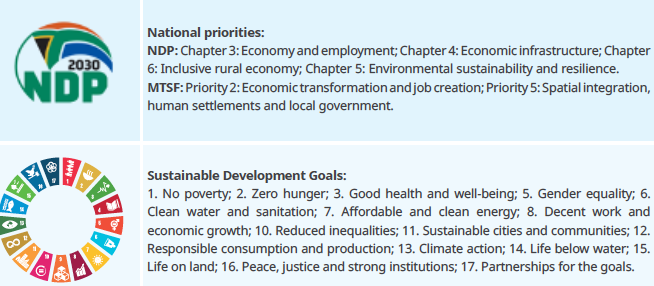 2030
NDP
National priorities:
NDP: Chapter 3: Economy and employment; Chapter 4: Economic infrastructure; Chapter
6: Inclusive rural economy; Chapter 5: Environmental sustainability and resilience.
MTSF: Priority 2: Economic transformation and job creation; Priority 5: Spatial integration,
human settlements and local government.
Sustainable Development Goals:
1. No poverty; 2. Zero hunger; 3. Good health and well-being; 5. Gender equality; 6.
Clean water and sanitation; 7. Affordable and clean energy; 8. Decent work and
economic growth; 10. Reduced inequalities; 11. Sustainable cities and communities; 12.
Responsible consumption and production; 13. Climate action; 14. Life below water; 15.
Life on land; 16. Peace, justice and strong institutions; 17. Partnerships for the goals.